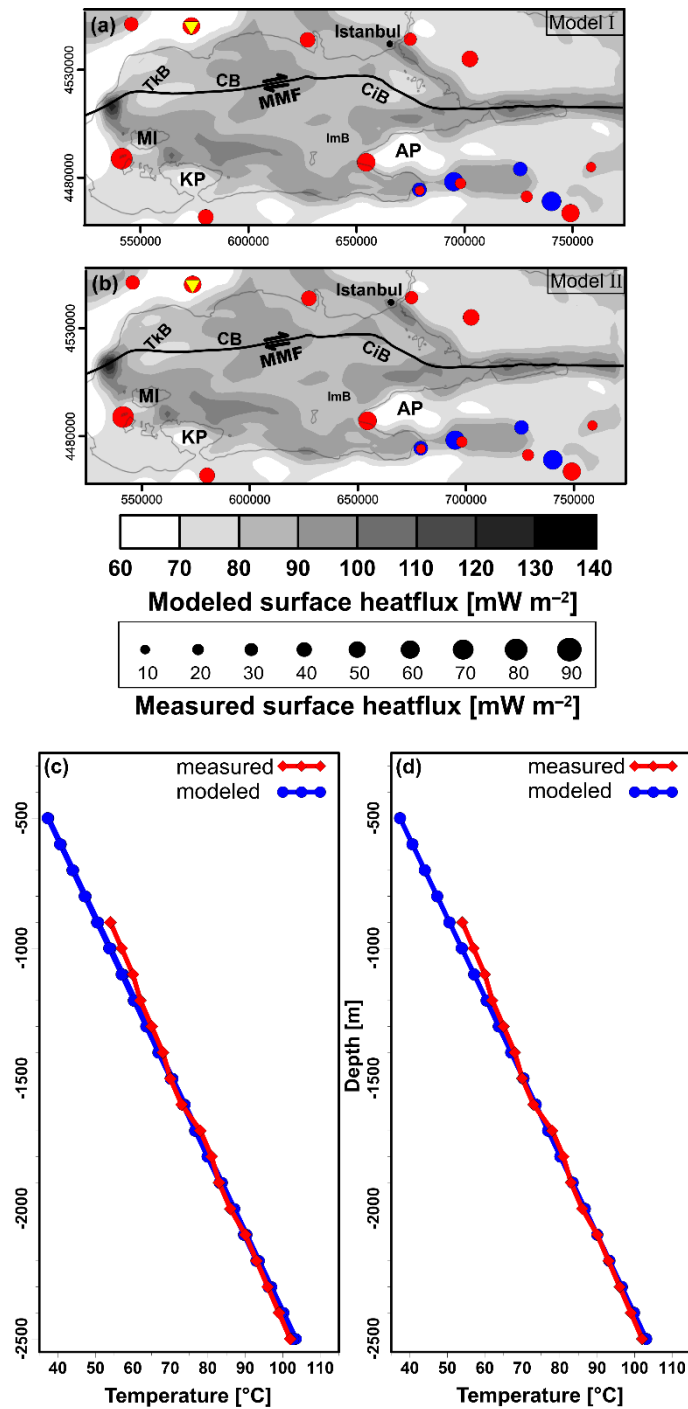 (a)
Istanbul
Model I
4530000
TkB
CB
MMF
CiB
MI
ImB
AP
4480000
KP
550000 600000 650000 700000 750000
(b)
Istanbul
Model II
4530000
TkB
CB
MMF
CiB
MI
ImB
AP
4480000
KP
550000 600000 650000 700000 750000
60 70 80 90 100 110 120 130 140
Modeled surface heatflux [mW m⁻²]
10 20 30 40 50 60 70 80 90
Measured surface heatflux [mW m⁻²]
(c)
measured
modeled
-500
-1000
-1500
-2000
-2500
40 50 60 70 80 90 100 110
Temperature [°C]
(d)
measured
modeled
Depth [m]
-500
-1000
-1500
-2000
-2500
40 50 60 70 80 90 100 110
Temperature [°C]